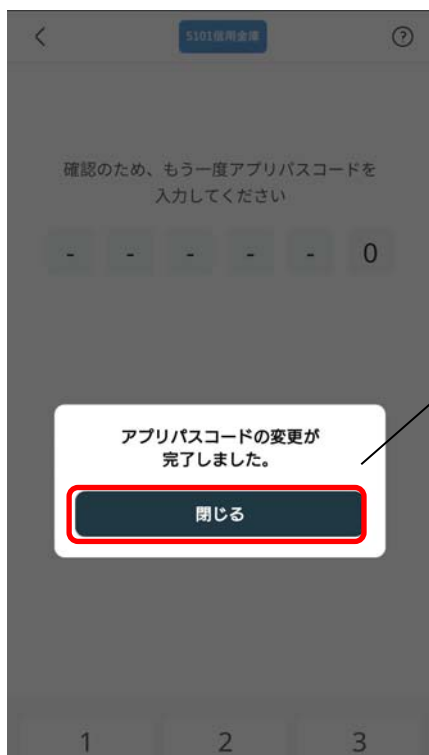 5101信用金庫
?
確認のため、もう一度アプリパスコードを
入力してください
- - - - - 0
アプリパスコードの変更が
完了しました。
閉じる
1 2 3